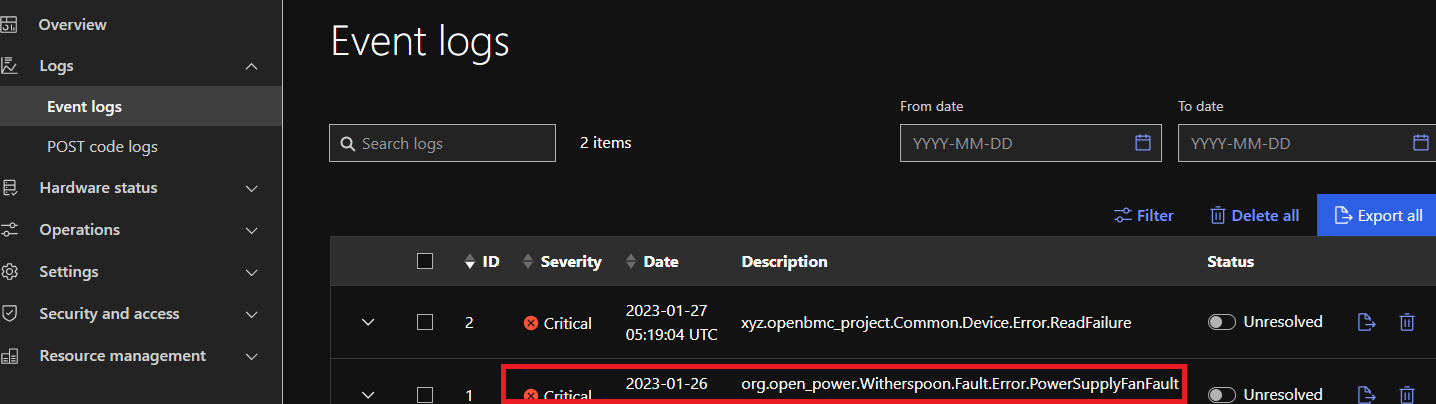 Overview
Logs
Event logs
POST code logs
Hardware status
Operations
Settings
Security and access
Resource management
Event logs
From date
To date
Search logs
2 items
YYYY-MM-DD
YYYY-MM-DD
Filter
Delete all
Export all
ID Severity Date Description Status
2 Critical 2023-01-27 xyz.openbmc_project.Common.Device.Error.ReadFailure Unresolved
05:19:04 UTC
1 Critical 2023-01-26 org.open_power.Witherspoon.Fault.Error.PowerSupplyFanFault Unresolved